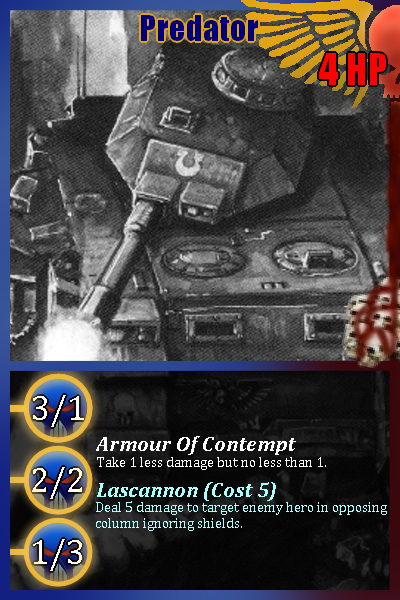 Predator
4 HP
3/1
Armour Of Contempt
Take 1 less damage but no less than 1.
2/2
Lascannon (Cost 5)
Deal 5 damage to target enemy hero in opposing
column ignoring shields.
1/3